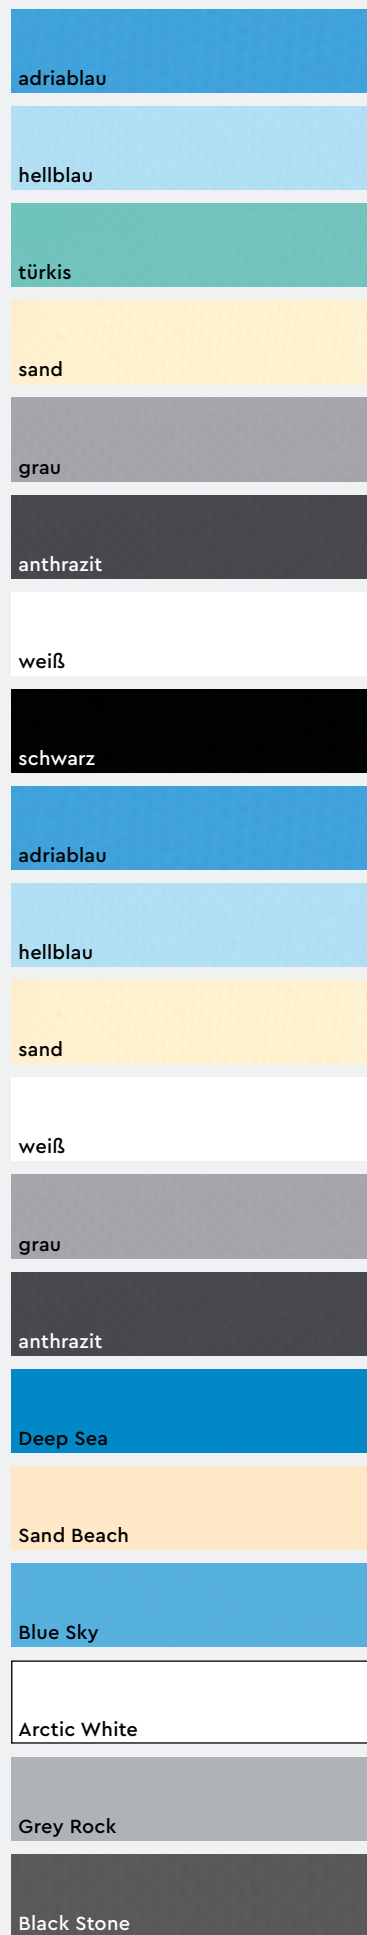 adriablau
hellblau
türkis
sand
grau
anthrazit
weiß
schwarz
adriablau
hellblau
sand
weiß
grau
anthrazit
Deep Sea
Sand Beach
Blue Sky
Arctic White
Grey Rock
Black Stone